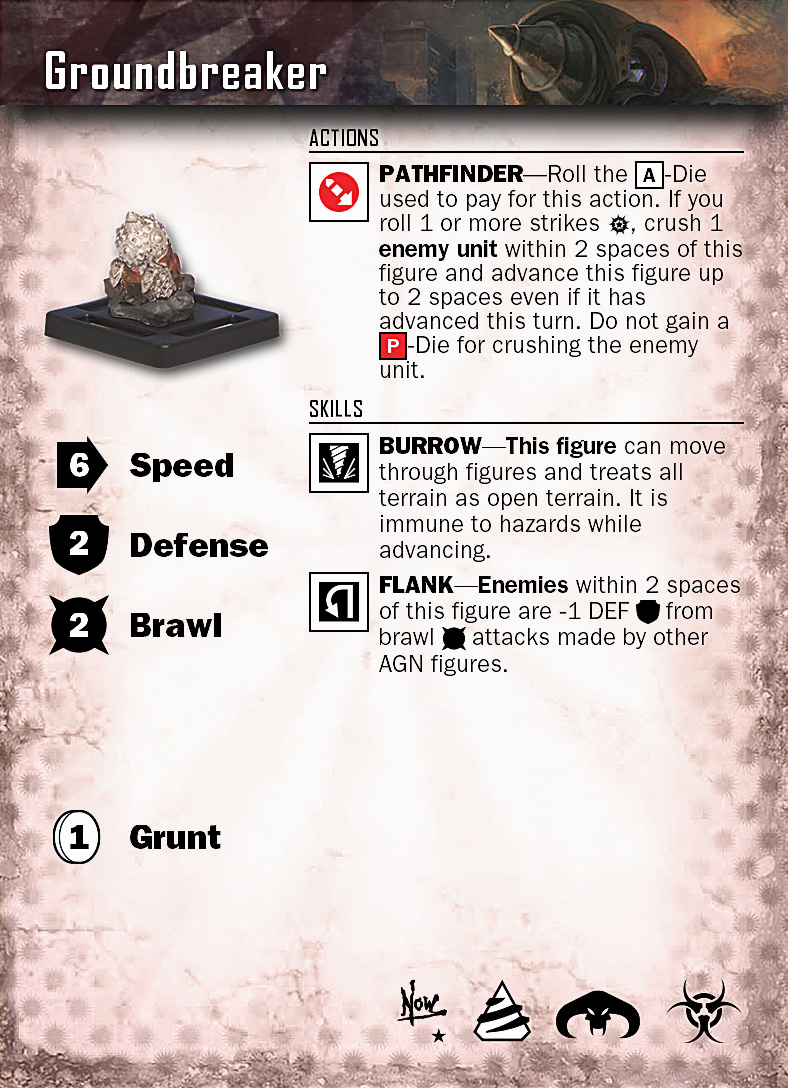 Groundbreaker
ACTIONS
PATHFINDER—Roll the A-Die
used to pay for this action. If you
roll 1 or more strikes , crush 1
enemy unit within 2 spaces of this
figure and advance this figure up
to 2 spaces even if it has
advanced this turn. Do not gain a
P-Die for crushing the enemy
unit.
SKILLS
BURROW—This figure can move
through figures and treats all
terrain as open terrain. It is
immune to hazards while
advancing.
FLANK—Enemies within 2 spaces
of this figure are -1 DEF from
brawl attacks made by other
AGN figures.
6 Speed
2 Defense
2 Brawl
1 Grunt
Now